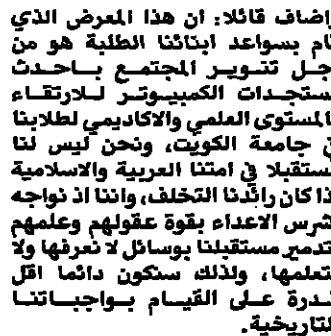 وإضاف قائلا: ان هذا المعرض الذي
قام بسواعد ابنائنا الطلبة هو من
اجل تنوير المجتمع باحدث
مستجدات الكمبيوتر للارتقاء
بالمستوى العلمي والاكاديمي لطلابنا
في جامعة الكويت، ونحن ليس لنا
مستقبلا في امتنا العربية والاسلامية
اذا كان رائدنا التخلف، واننا اذ نواجه
شرس الاعداء بقوة عقولهم وعلمهم
لتدمير مستقبلنا بوسائل لا نعرفها ولا
نتعلمها، ولذلك سنكون دائما اقل
قدرة على القيام بواجباتنا
التاريخية.